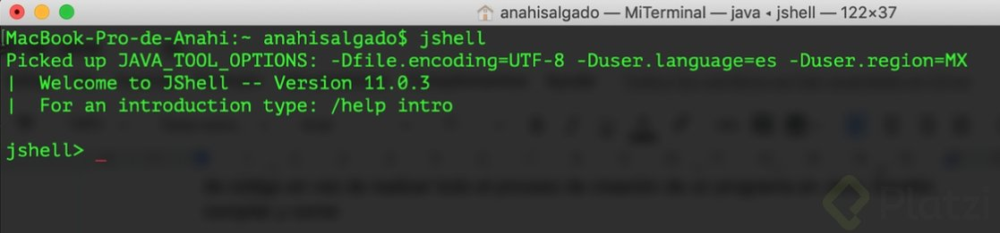 anahisalgado — MiTerminal — java ◂ jshell — 122×37
MacBook-Pro-de-Anahi:~ anahisalgado$ jshell
Picked up JAVA_TOOL_OPTIONS: -Dfile.encoding=UTF-8 -Duser.language=es -Duser.region=MX
|  Welcome to JShell -- Version 11.0.3
|  For an introduction type: /help intro
jshell> _
Platzi